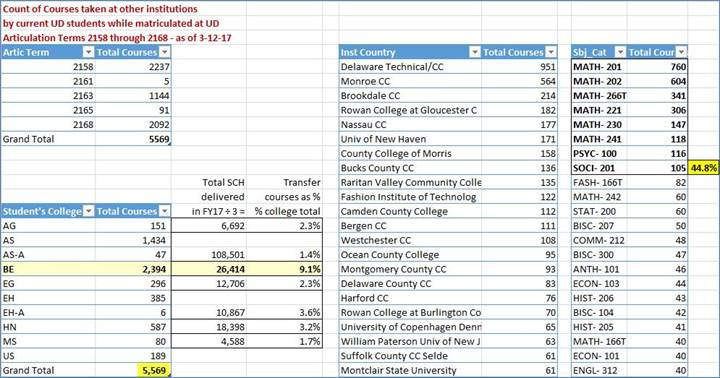 Count of Courses taken at other institutions
by current UD students while matriculated at UD
Articulation Terms 2158 through 2168 - as of 3-12-17
Artic Term Total Courses
2158 2237
2161 5
2163 1144
2165 91
2168 2092
Grand Total 5569
Total SCH Transfer
delivered courses as %
Student's College Total Courses in FY17 ÷ 3 = % college total
AG 151 6,692 2.3%
AS 1,434
AS-A 47 108,501 1.4%
BE 2,394 26,414 9.1%
EG 296 12,706 2.3%
EH 385
EH-A 6 10,867 3.6%
HN 587 18,398 3.2%
MS 80 4,588 1.7%
US 189
Grand Total 5,569
Inst Country Total Courses
Delaware Technical/CC 951
Monroe CC 564
Brookdale CC 214
Rowan College at Gloucester C 182
Nassau CC 177
Univ of New Haven 171
County College of Morris 158
Bucks County CC 136
Raritan Valley Community Colle 135
Fashion Institute of Technolog 122
Camden County College 112
Bergen CC 111
Westchester CC 108
Ocean County College 95
Montgomery County CC 93
Delaware County CC 83
Harford CC 76
Rowan College at Burlington Co 70
University of Copenhagen Denn 65
William Paterson Univ of New J 63
Suffolk County CC Selde 61
Montclair State University 61
Sbj_Cat Total Cour
MATH- 201 760
MATH- 202 604
MATH- 266T 341
MATH- 221 306
MATH- 230 147
MATH- 241 118
PSYC- 100 116
SOCI- 201 105 44.8%
FASH- 166T 82
MATH- 242 60
STAT- 200 60
BISC- 207 50
COMM- 212 48
BISC- 300 47
ANTH- 101 46
ECON- 103 44
HIST- 206 43
BISC- 104 42
HIST- 205 41
MATH- 166T 40
ECON- 101 40
ENGL- 312 40